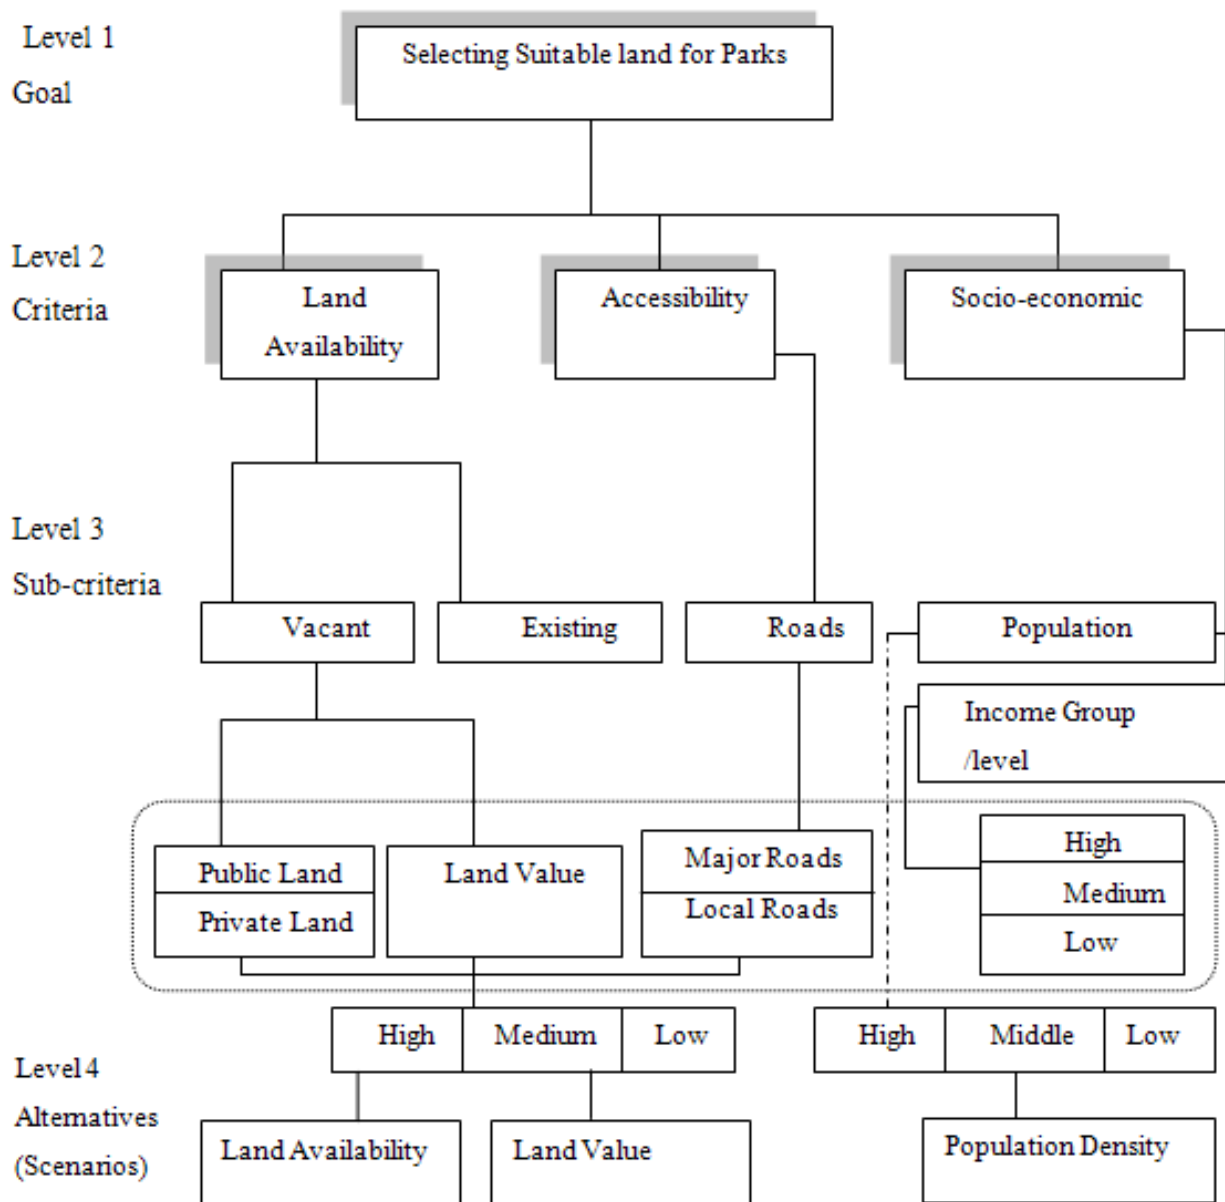 Level 1
Goal
Selecting Suitable land for Parks
Level 2
Criteria
Land
Availability
Accessibility
Socio-economic
Level 3
Sub-criteria
Vacant
Existing
Roads
Population
Income Group
/level
Public Land
Private Land
Land Value
Major Roads
Local Roads
High
Medium
Low
High
Medium
Low
High
Middle
Low
Level4
Alternatives
(Scenarios)
Land Availability
Land Value
Population Density